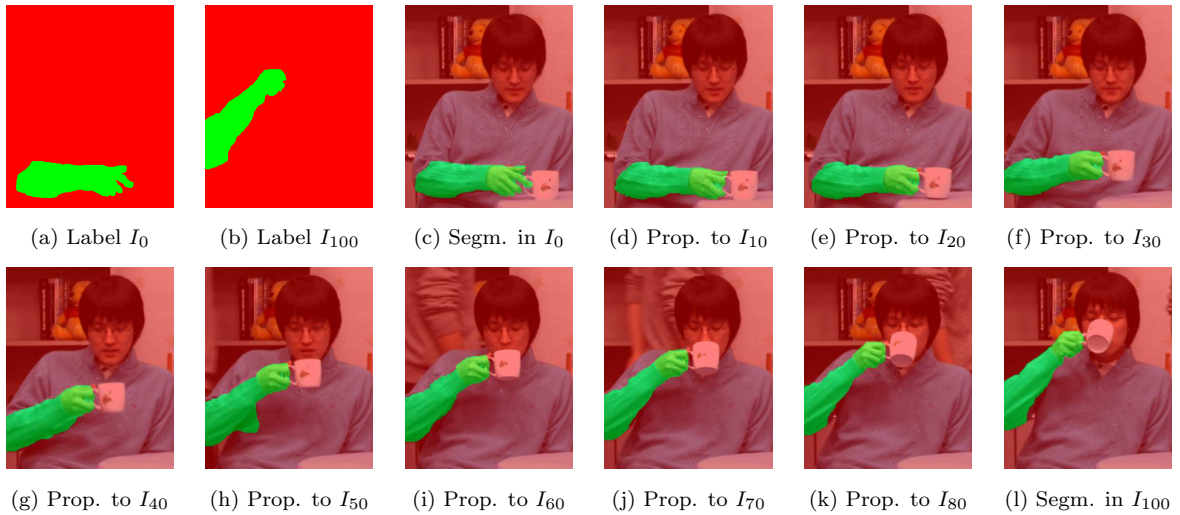 (a) Label I₀ (b) Label I₁₀₀ (c) Segm. in I₀ (d) Prop. to I₁₀ (e) Prop. to I₂₀ (f) Prop. to I₃₀
(g) Prop. to I₄₀ (h) Prop. to I₅₀ (i) Prop. to I₆₀ (j) Prop. to I₇₀ (k) Prop. to I₈₀ (l) Segm. in I₁₀₀